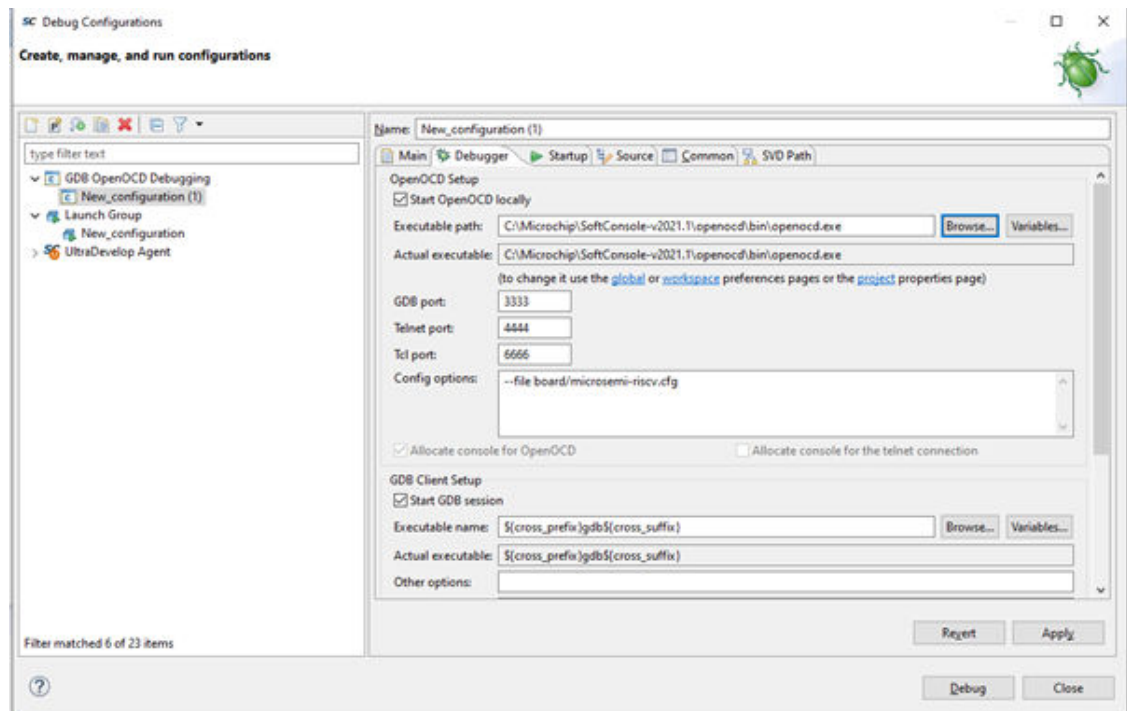 SC Debug Configurations
Create, manage, and run configurations
type filter text
GDB OpenOCD Debugging
New_configuration (1)
Launch Group
New_configuration
UltraDevelop Agent
Filter matched 6 of 23 items
Name: New_configuration (1)
Main Debugger Startup Source Common SVD Path
OpenOCD Setup
Start OpenOCD locally
Executable path: C:\Microchip\SoftConsole-v2021.1\openocd\bin\openocd.exe Browse... Variables...
Actual executable: C:\Microchip\SoftConsole-v2021.1\openocd\bin\openocd.exe
(to change it use the global or workspace preferences pages or the project properties page)
GDB port: 3333
Telnet port: 4444
Tcl port: 6666
Config options: --file board/microsemi-riscv.cfg
Allocate console for OpenOCD Allocate console for the telnet connection
GDB Client Setup
Start GDB session
Executable name: ${cross_prefix}gdb${cross_suffix} Browse... Variables...
Actual executable: ${cross_prefix}gdb${cross_suffix}
Other options:
Revert Apply
? Debug Close